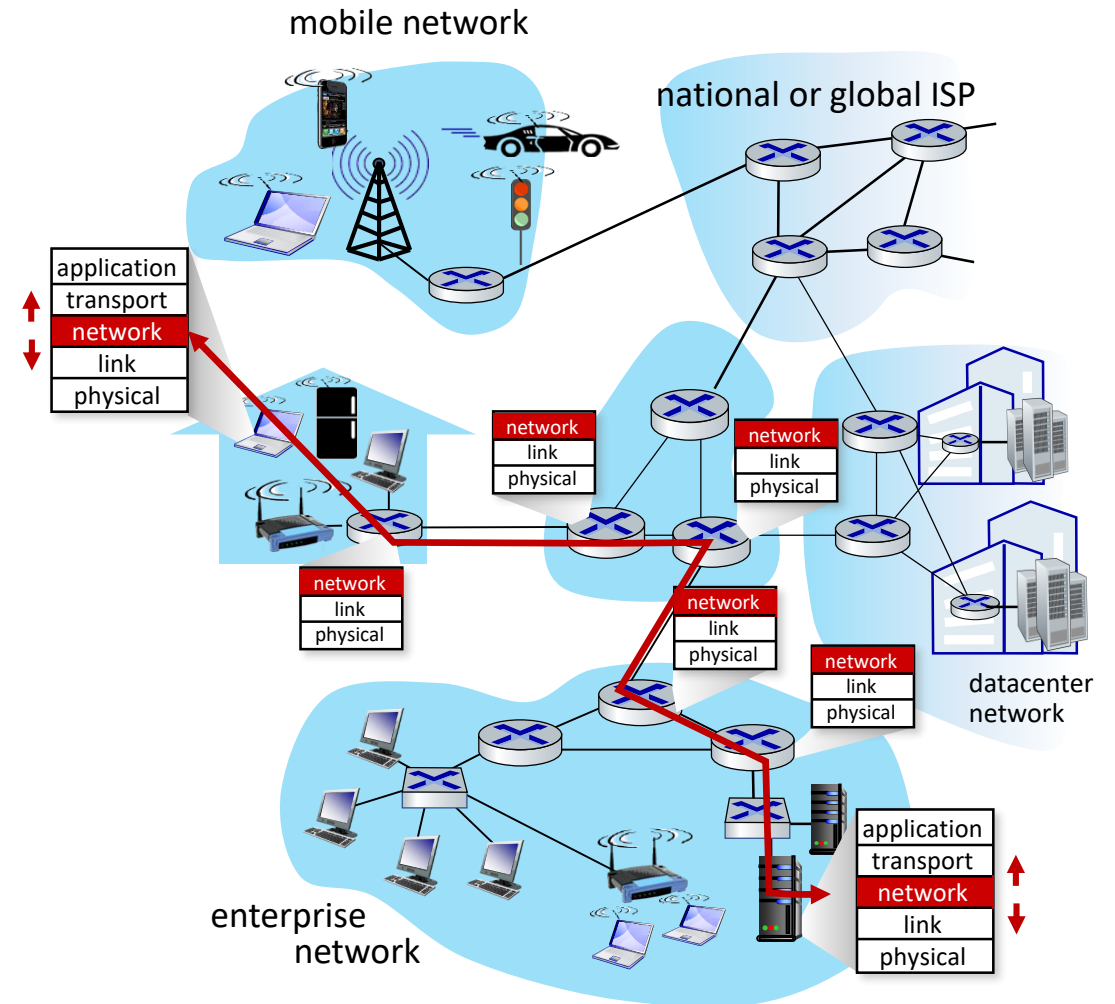 mobile network
national or global ISP
application
transport
network
link
physical
network
link
physical
network
link
physical
network
link
physical
network
link
physical
network
link
physical
datacenter
network
application
transport
network
link
physical
enterprise
network